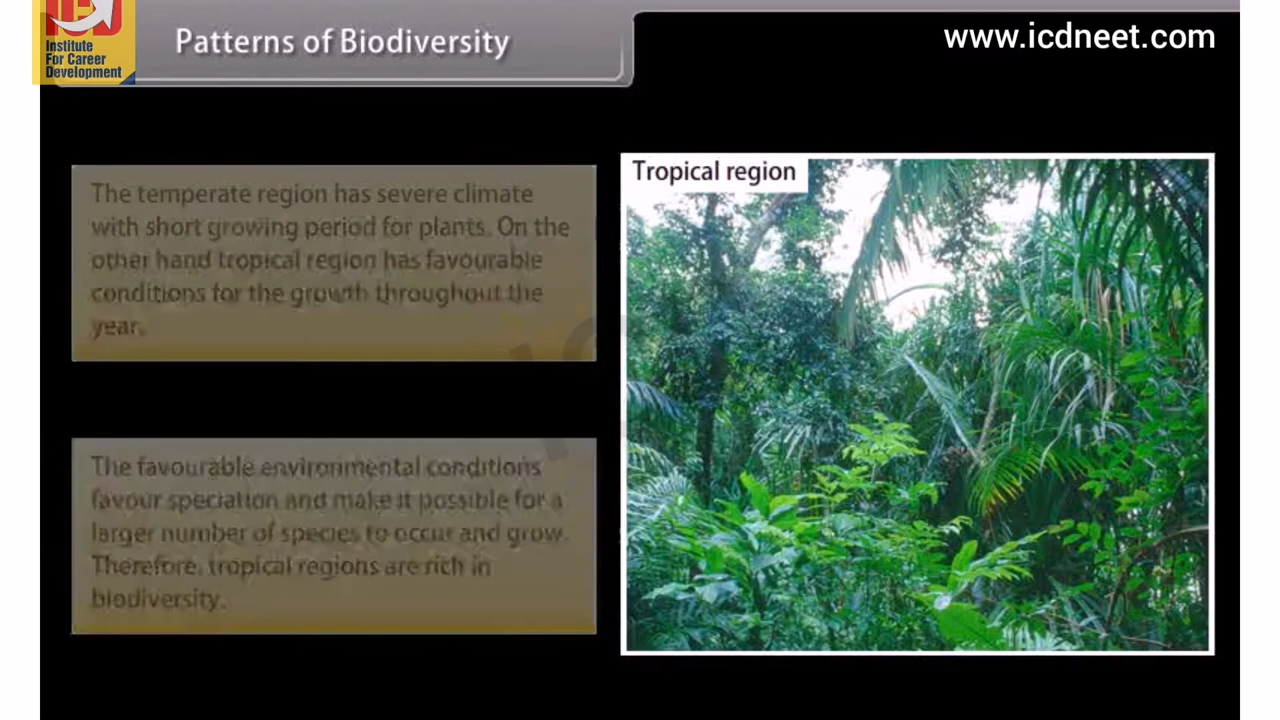 ICD
Institute
For Career
Development
Patterns of Biodiversity
www.icdneet.com
The temperate region has severe climate
with short growing period for plants. On the
other hand tropical region has favourable
conditions for the growth throughout the
year.
The favourable environmental conditions
favour speciation and make it possible for a
larger number of species to occur and grow.
Therefore, tropical regions are rich in
biodiversity.
Tropical region